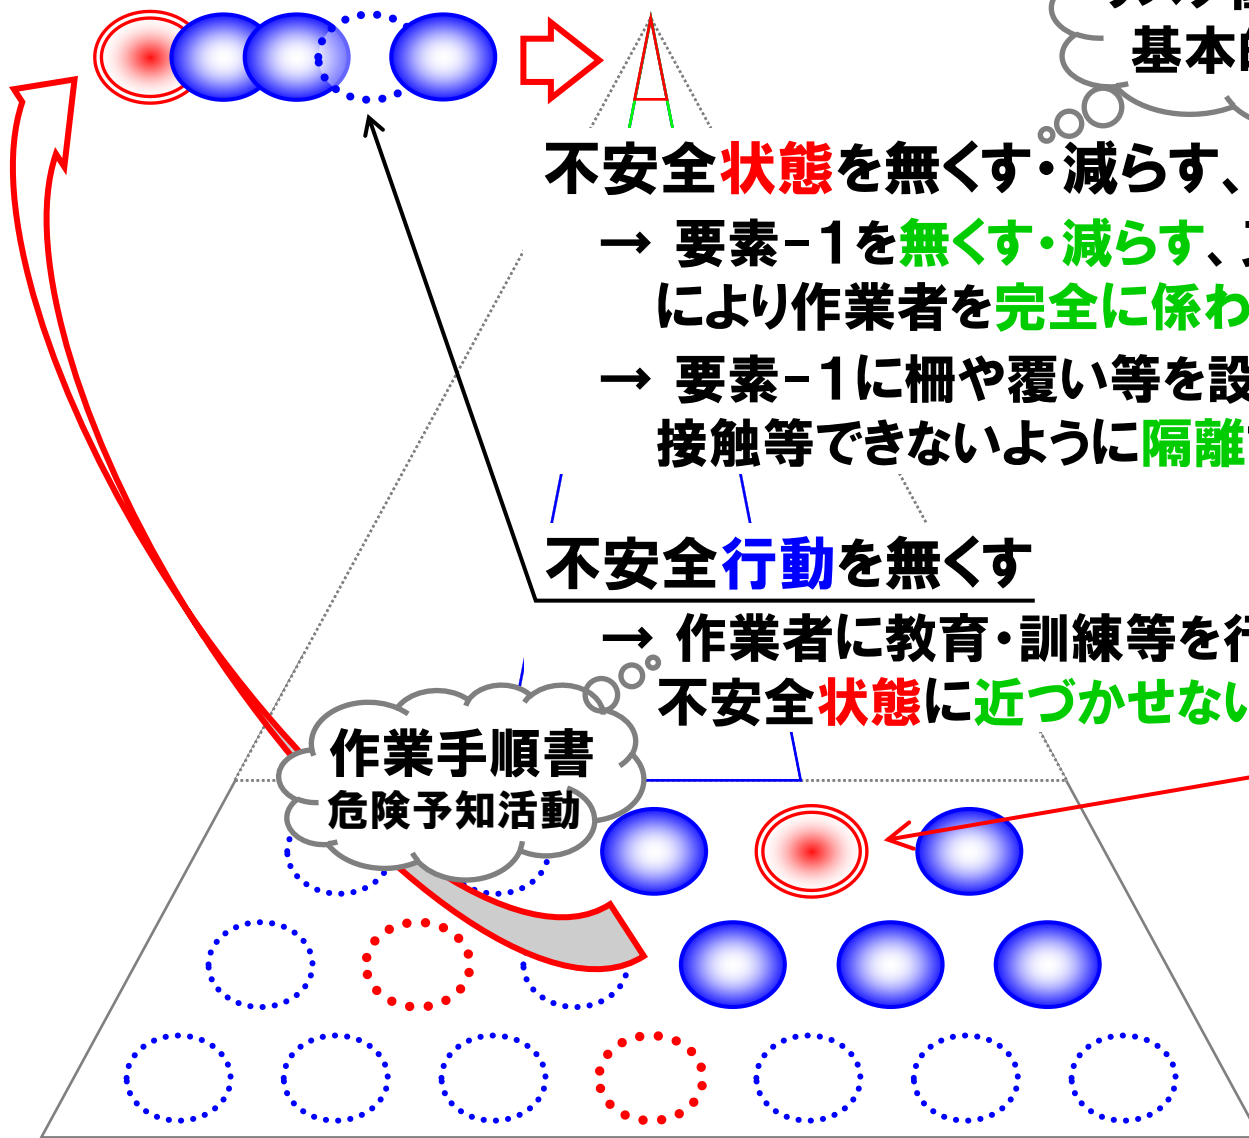 基本的
不安全状態を無くす・減らす、
→ 要素-1を無くす・減らす、
により作業者を完全に係わ
→ 要素-1に柵や覆い等を設
接触等できないように隔離
不安全行動を無くす
→ 作業者に教育・訓練等を行
不安全状態に近づかせない
作業手順書
危険予知活動